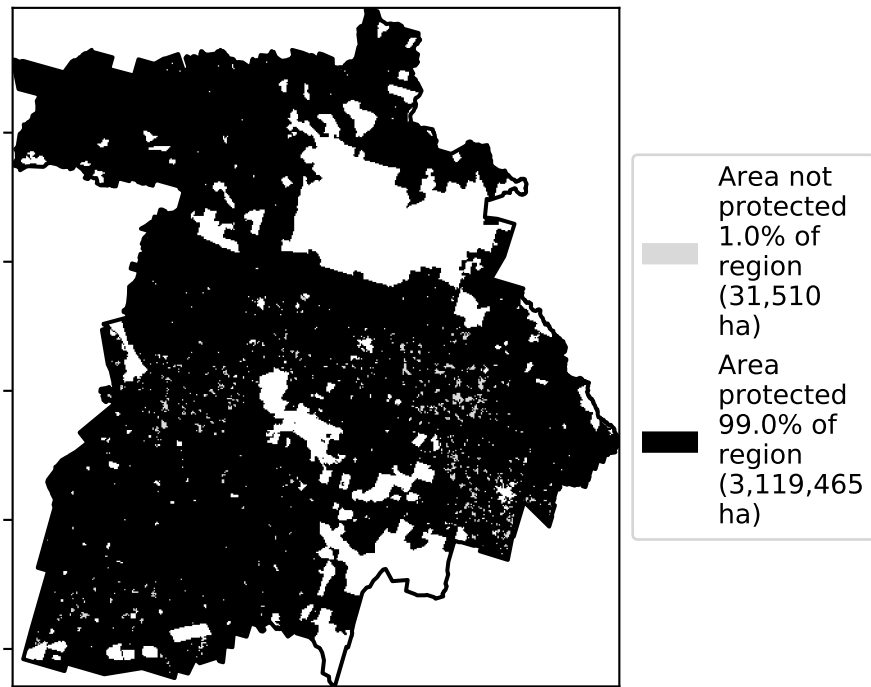 Area not
protected
1.0% of
region
(31,510
ha)
Area
protected
99.0% of
region
(3,119,465
ha)